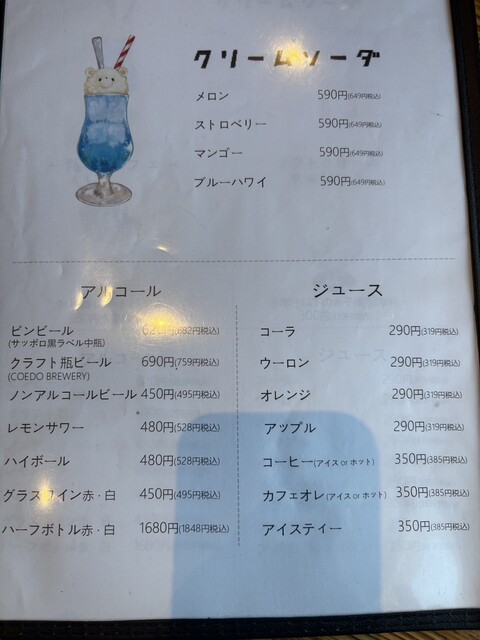 クリームソーダ
メロン 590円(649円税込)
ストロベリー 590円(649円税込)
マンゴー 590円(649円税込)
ブルーハワイ 590円(649円税込)
アルコール
ビンビール 620円(682円税込)
(サッポロ黒ラベル中瓶)
クラフト瓶ビール 690円(759円税込)
(COEDO BREWERY)
ノンアルコールビール 450円(495円税込)
レモンサワー 480円(528円税込)
ハイボール 480円(528円税込)
グラスワイン赤・白 450円(495円税込)
ハーフボトル赤・白 1680円(1848円税込)
ジュース
コーラ 290円(319円税込)
ウーロン 290円(319円税込)
オレンジ 290円(319円税込)
アップル 290円(319円税込)
コーヒー(アイス or ホット) 350円(385円税込)
カフェオレ(アイス or ホット) 350円(385円税込)
アイスティー 350円(385円税込)